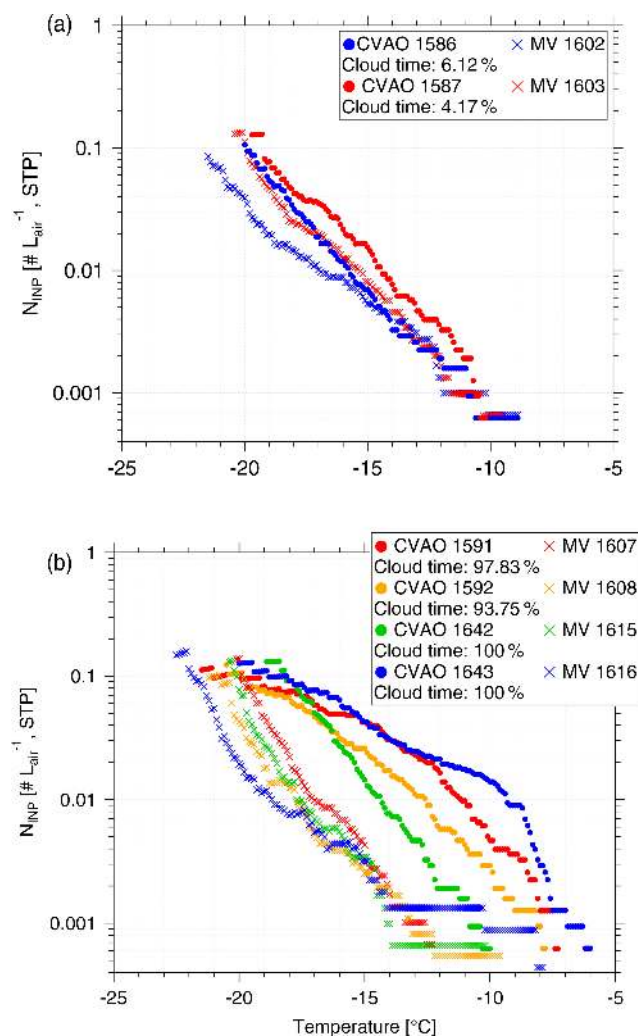 (a)
1
CVAO 1586 MV 1602
Cloud time: 6.12 %
CVAO 1587 MV 1603
Cloud time: 4.17 %
0.1
0.01
0.001
N_INP [# L_air^-1, STP]
-25 -20 -15 -10 -5
(b)
1
CVAO 1591 MV 1607
Cloud time: 97.83 %
CVAO 1592 MV 1608
Cloud time: 93.75 %
CVAO 1642 MV 1615
Cloud time: 100 %
CVAO 1643 MV 1616
Cloud time: 100 %
0.1
0.01
0.001
N_INP [# L_air^-1, STP]
-25 -20 -15 -10 -5
Temperature [°C]